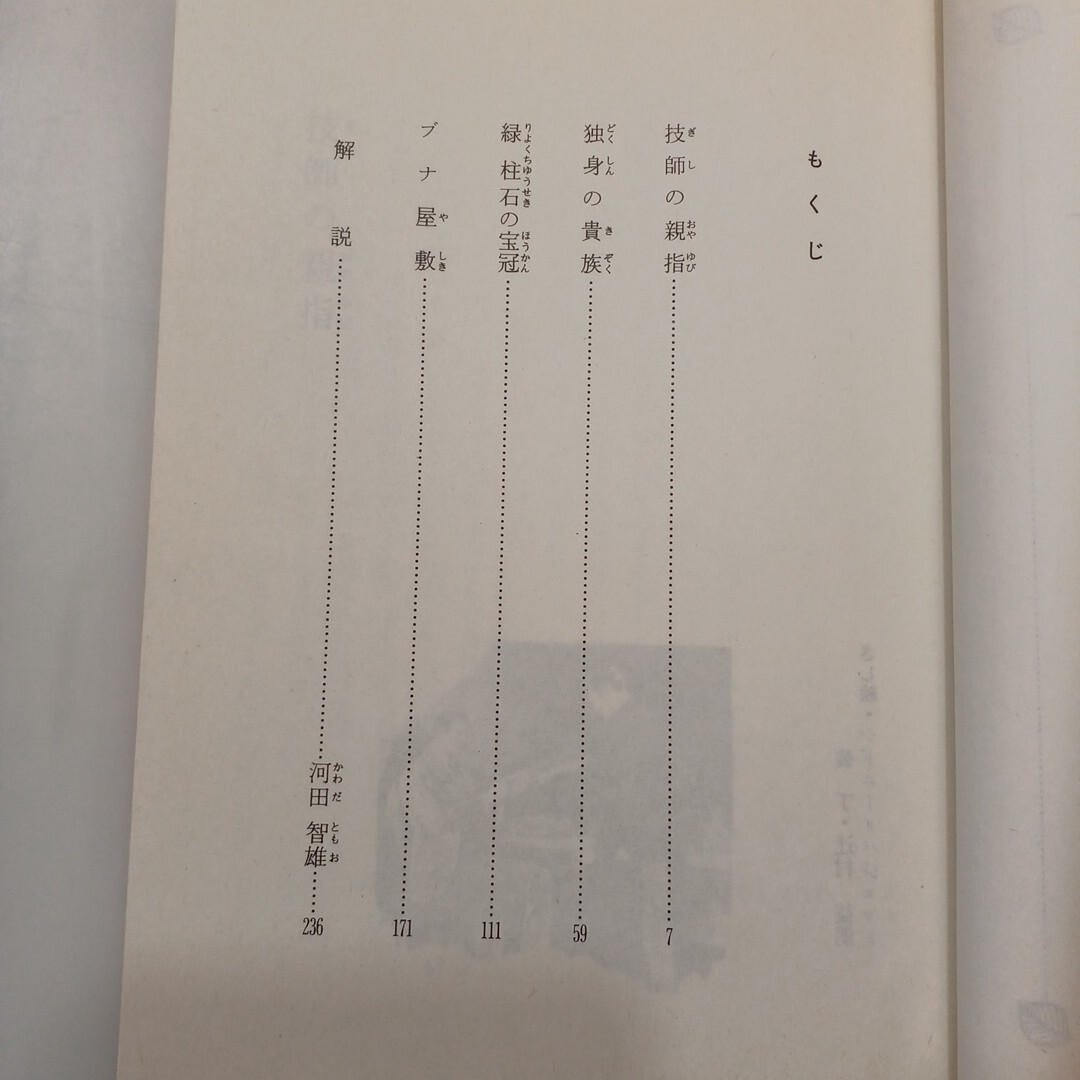 もくじ
技師の親指……7
独身の貴族……59
緑柱石の宝冠……111
ブナ屋敷……171
解説……河田智雄……236